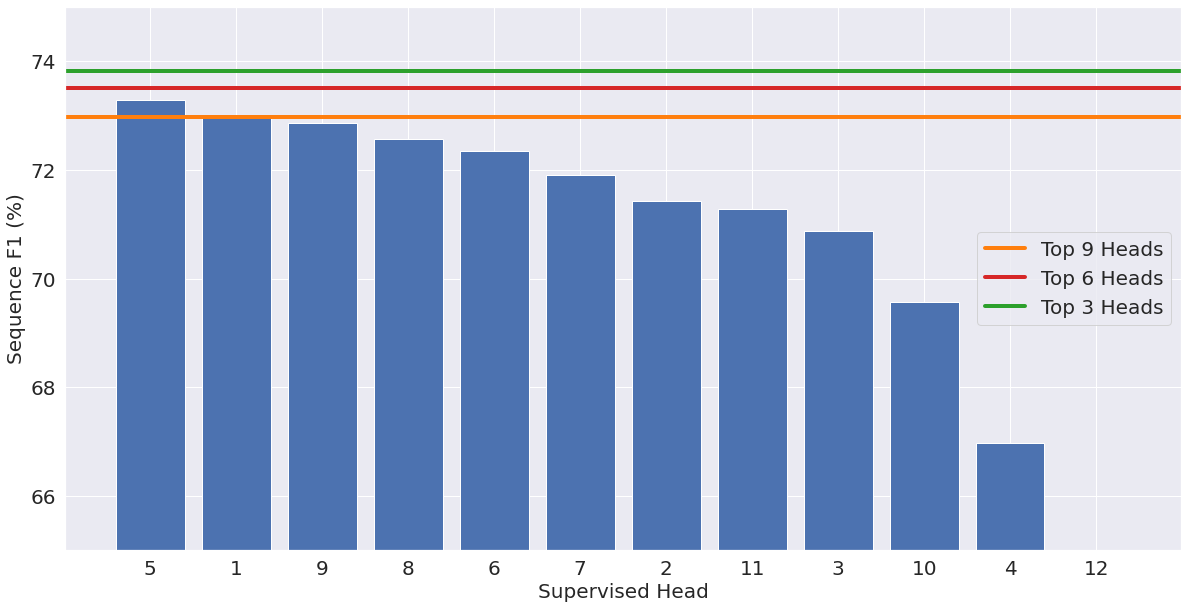 74
72
70
68
66
Sequence F1 (%)
Top 9 Heads
Top 6 Heads
Top 3 Heads
5 1 9 8 6 7 2 11 3 10 4 12
Supervised Head